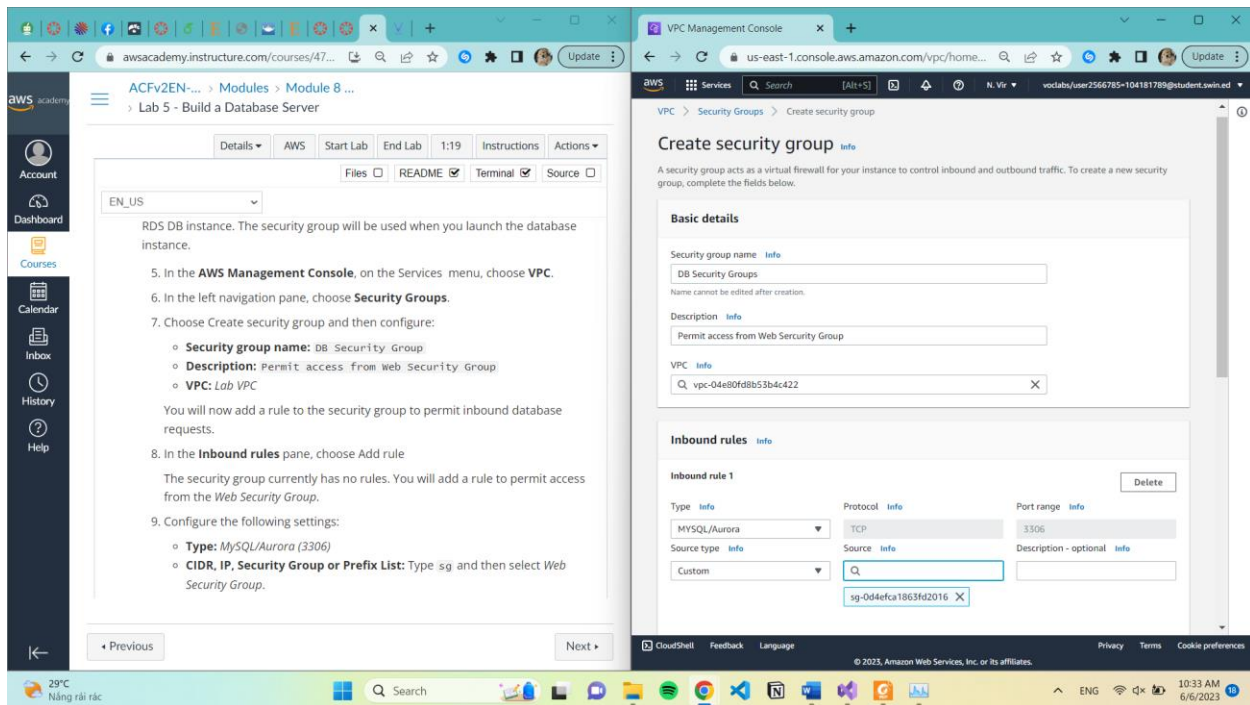 VPC Management Console
awsacademy.instructure.com/courses/47...
Update
us-east-1.console.aws.amazon.com/vpc/home...
Update
aws academy
Account
Dashboard
Courses
Calendar
Inbox
History
Help
ACFv2EN-... > Modules > Module 8 ...
> Lab 5 - Build a Database Server
Details
AWS
Start Lab
End Lab
1:19
Instructions
Actions
Files
README
Terminal
Source
EN_US
RDS DB instance. The security group will be used when you launch the database
instance.
5. In the AWS Management Console, on the Services menu, choose VPC.
6. In the left navigation pane, choose Security Groups.
7. Choose Create security group and then configure:
Security group name: DB Security Group
Description: Permit access from Web Security Group
VPC: Lab VPC
You will now add a rule to the security group to permit inbound database
requests.
8. In the Inbound rules pane, choose Add rule
The security group currently has no rules. You will add a rule to permit access
from the Web Security Group.
9. Configure the following settings:
Type: MySQL/Aurora (3306)
CIDR, IP, Security Group or Prefix List: Type sg and then select Web
Security Group.
Previous
Next
aws
Services
Search
[Alt+S]
N. Vir
voclabs/user2566785=104181789@student.swin.ed
VPC > Security Groups > Create security group
Create security group Info
A security group acts as a virtual firewall for your instance to control inbound and outbound traffic. To create a new security
group, complete the fields below.
Basic details
Security group name Info
DB Security Groups
Name cannot be edited after creation.
Description Info
Permit access from Web Sercurity Group
VPC Info
vpc-04e80fd8b53b4c422
Inbound rules Info
Inbound rule 1
Delete
Type Info
Protocol Info
Port range Info
MYSQL/Aurora
TCP
3306
Source type Info
Source Info
Description - optional Info
Custom
sg-0d4efca1863fd2016
CloudShell
Feedback
Language
Privacy
Terms
Cookie preferences
© 2023, Amazon Web Services, Inc. or its affiliates.
29°C
Nắng rải rác
Search
ENG
10:33 AM
6/6/2023
18